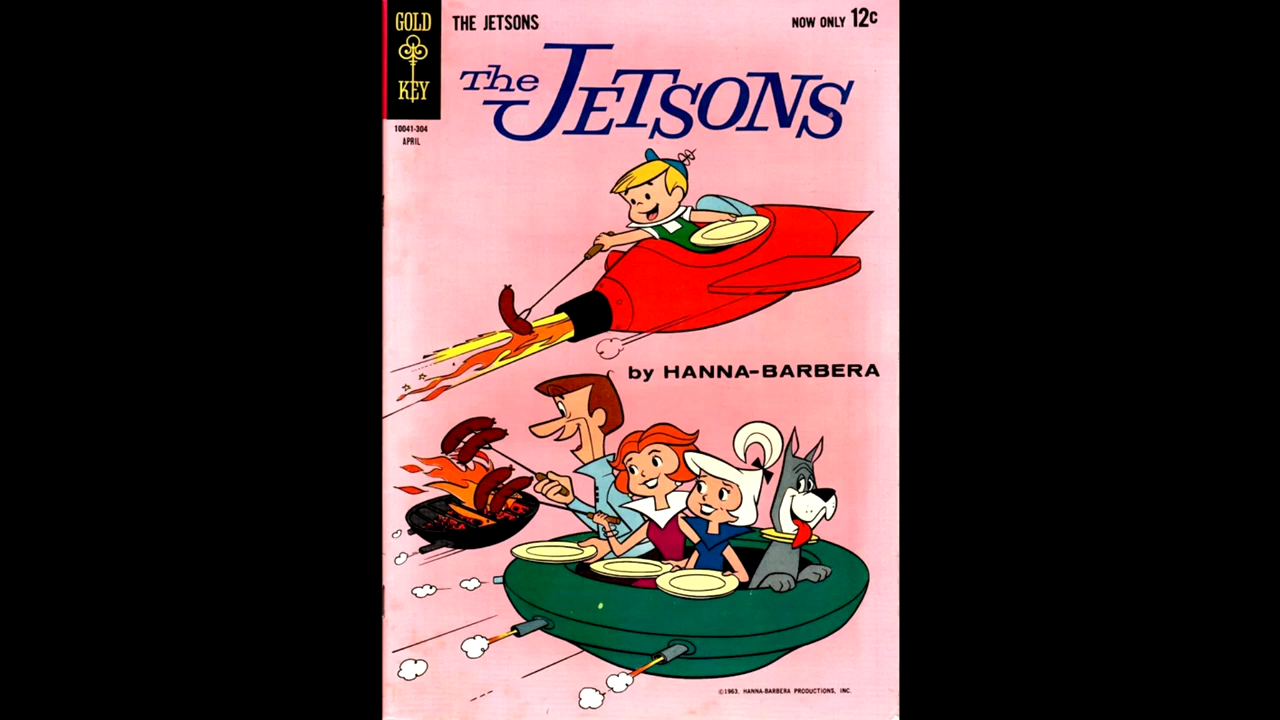 GOLD
KEY
THE JETSONS
NOW ONLY 12c
The JETSONS
10041-304
APRIL
by HANNA-BARBERA
©1963, HANNA-BARBERA PRODUCTIONS, INC.